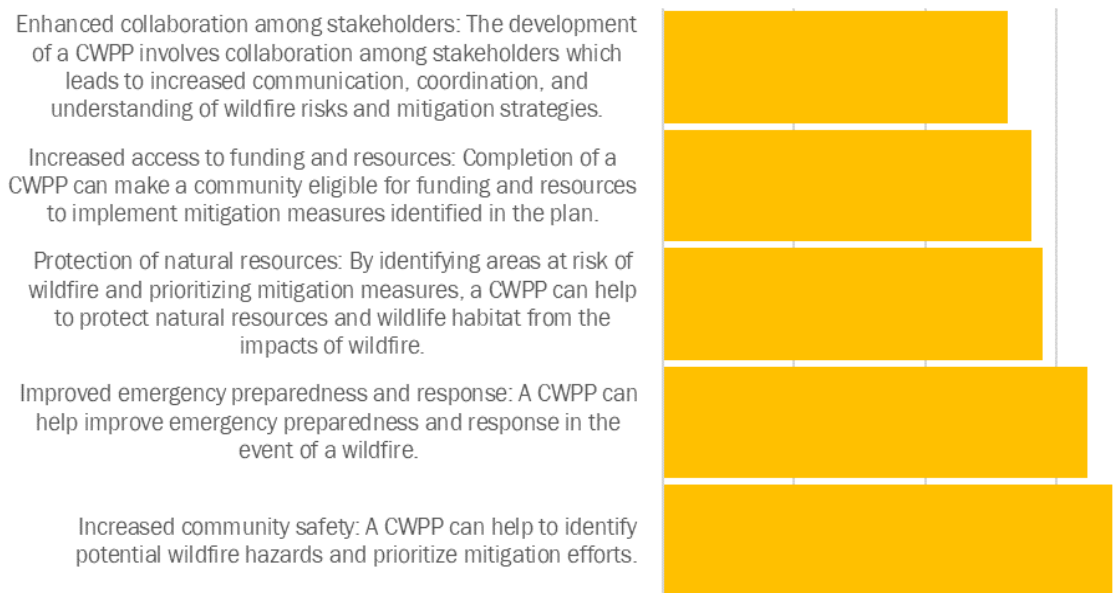 Enhanced collaboration among stakeholders: The development
of a CWPP involves collaboration among stakeholders which
leads to increased communication, coordination, and
understanding of wildfire risks and mitigation strategies.
Increased access to funding and resources: Completion of a
CWPP can make a community eligible for funding and resources
to implement mitigation measures identified in the plan.
Protection of natural resources: By identifying areas at risk of
wildfire and prioritizing mitigation measures, a CWPP can help
to protect natural resources and wildlife habitat from the
impacts of wildfire.
Improved emergency preparedness and response: A CWPP can
help improve emergency preparedness and response in the
event of a wildfire.
Increased community safety: A CWPP can help to identify
potential wildfire hazards and prioritize mitigation efforts.